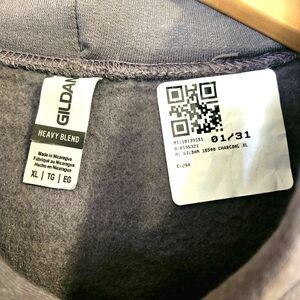 GILDAN
HEAVY BLEND
Made in Nicaragua
Fabriqué au Nicaragua
Hecho en Nicaragua
XL | TG | EG
01/31
GILDAN 18500 CHARCOAL XL
C:294